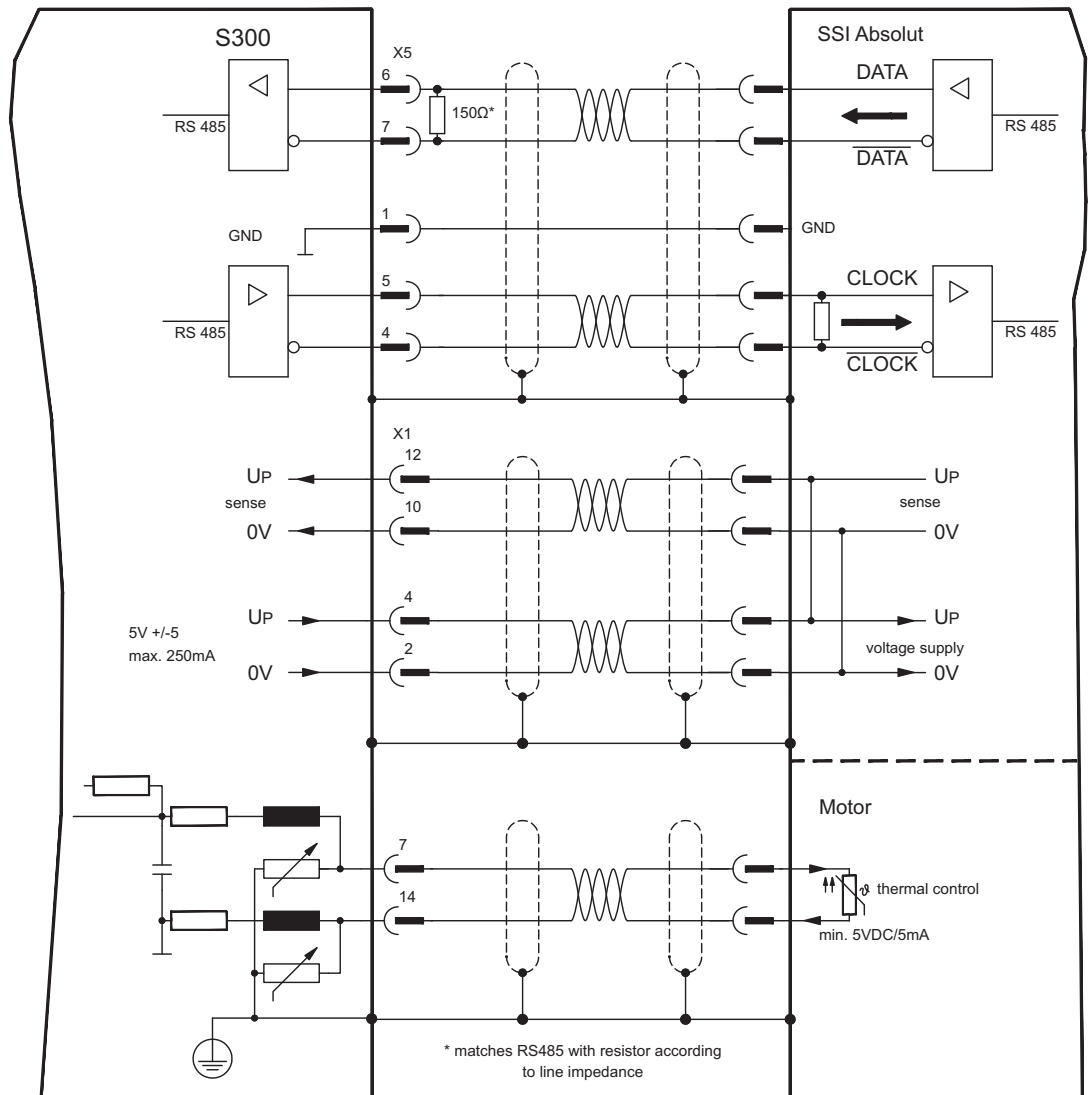 S300
X5
SSI Absolut
6
DATA
RS 485
150Ω*
RS 485
7
DATA
1
GND
GND
5
CLOCK
RS 485
4
RS 485
CLOCK
X1
12
UP
UP
sense
sense
10
0V
0V
4
UP
UP
5V +/-5
max. 250mA
voltage supply
2
0V
0V
Motor
7
ϑ thermal control
14
min. 5VDC/5mA
* matches RS485 with resistor according
to line impedance